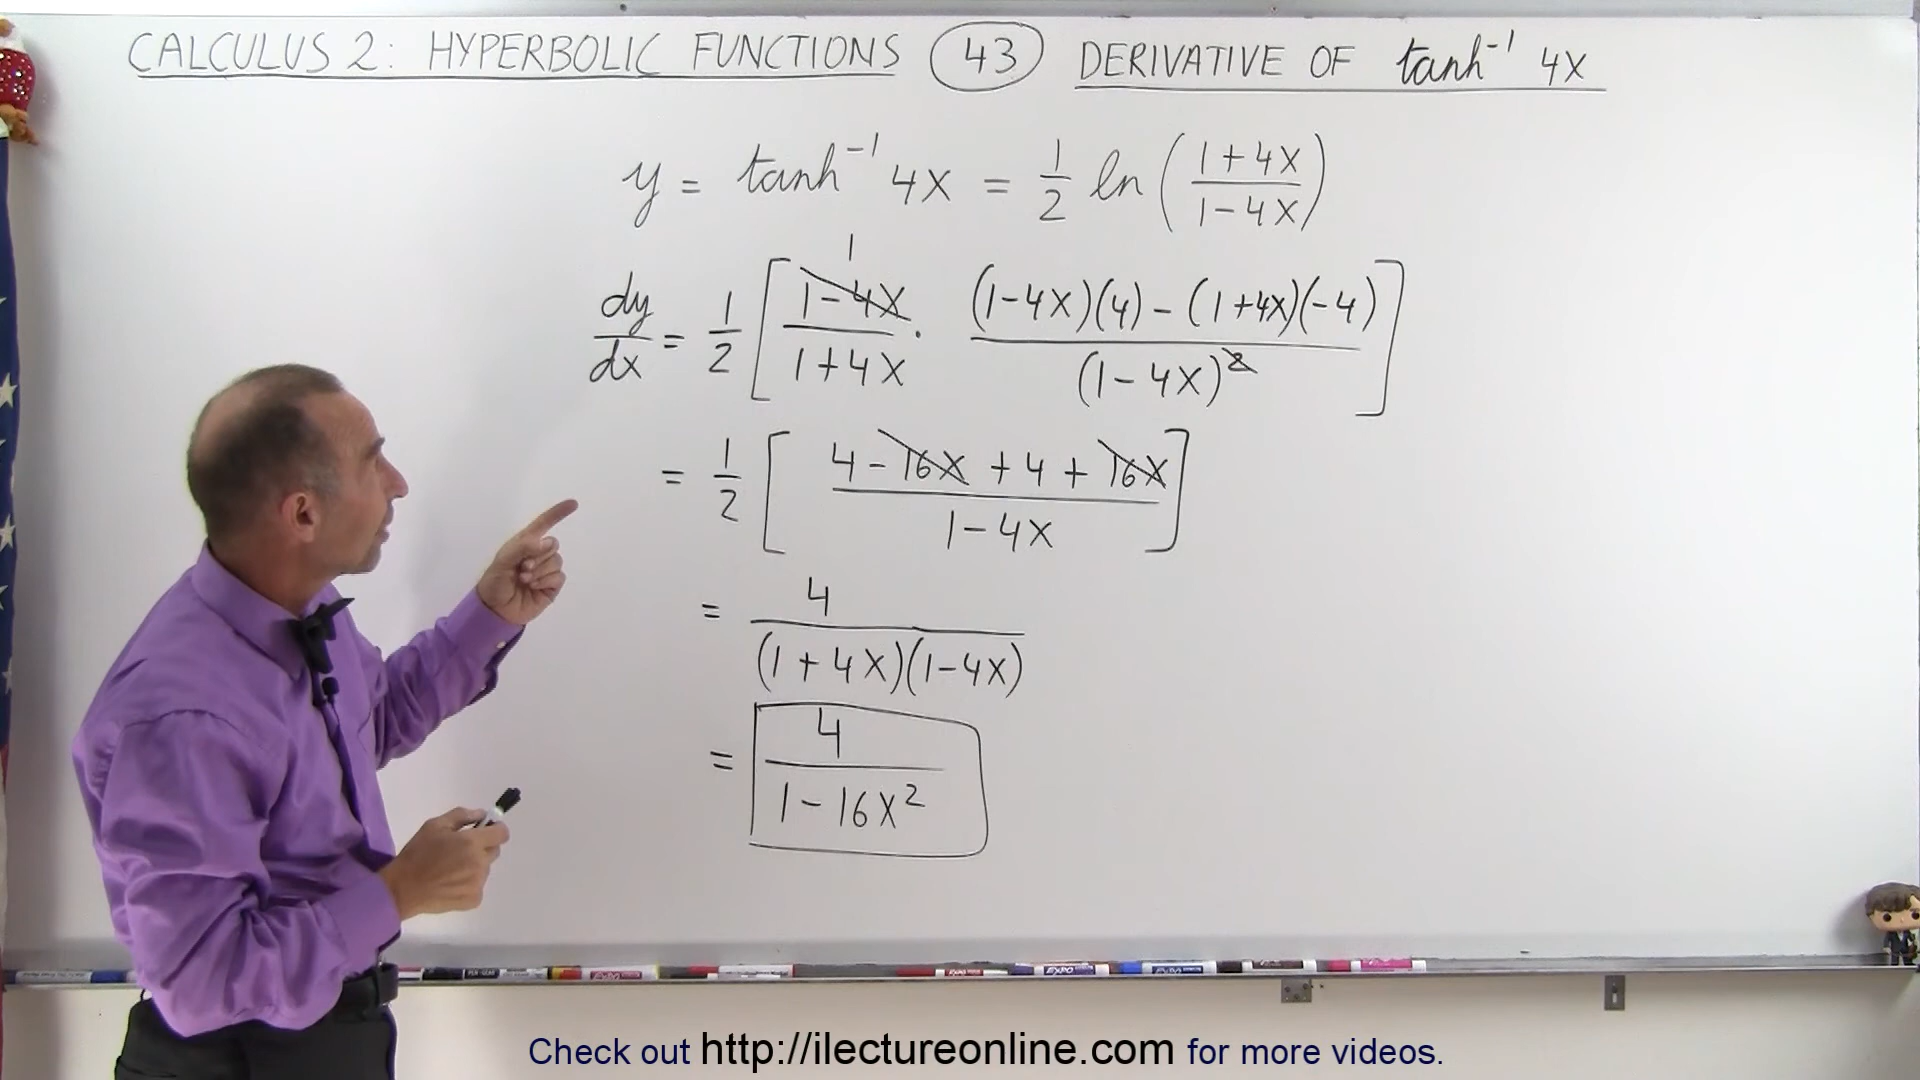 CALCULUS 2: HYPERBOLIC FUNCTIONS 43 DERIVATIVE OF tanh⁻¹ 4X
y = tanh⁻¹ 4X = 1/2 ln ( (1+4X)/(1-4X) )
dy/dx = 1/2 [ (1-4X)/(1+4X) · ((1-4X)(4) - (1+4X)(-4))/(1-4X)² ]
1
= 1/2 [ (4 - 16X + 4 + 16X)/(1-4X) ]
= 4/((1+4X)(1-4X))
= 4/(1-16X²)
EXPO EXPO EXPO
Check out http://ilectureonline.com for more videos.